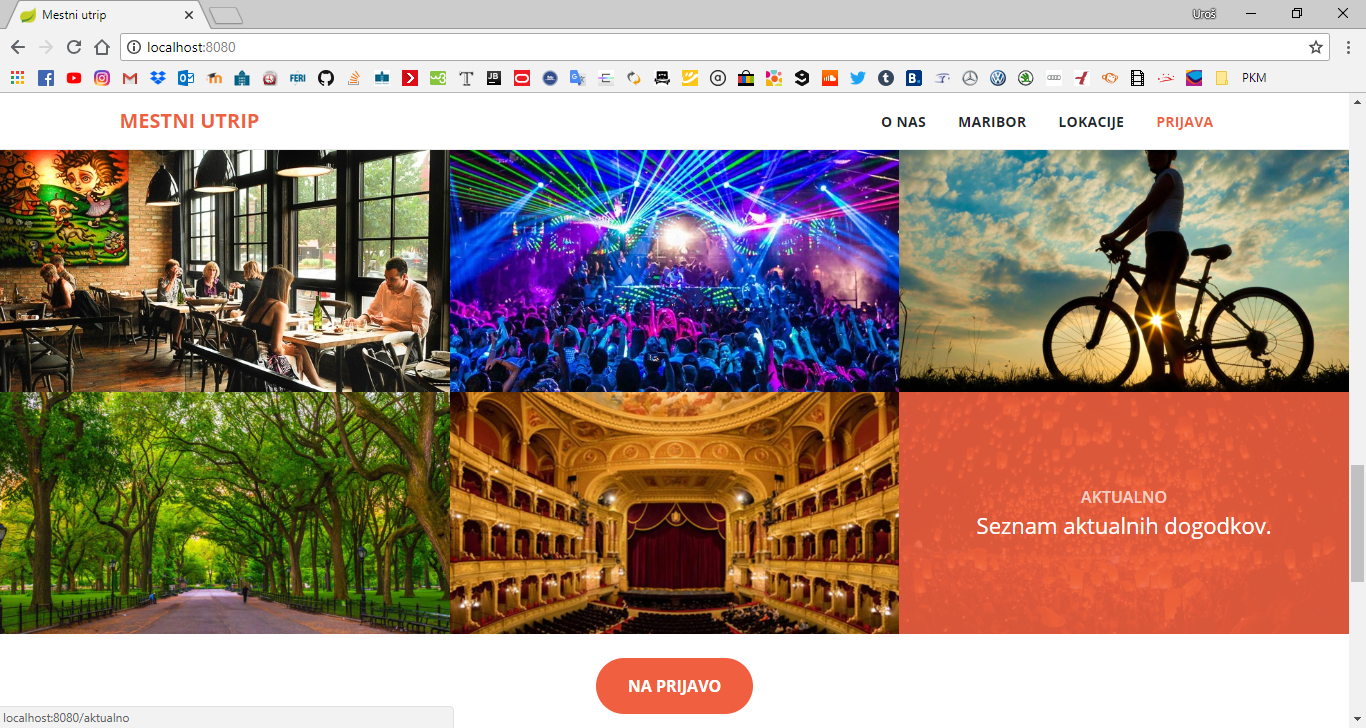 Mestni utrip
Uroš
localhost:8080
FERI
JB
B.
PKM
MESTNI UTRIP
O NAS MARIBOR LOKACIJE PRIJAVA
AKTUALNO
Seznam aktualnih dogodkov.
NA PRIJAVO
localhost:8080/aktualno